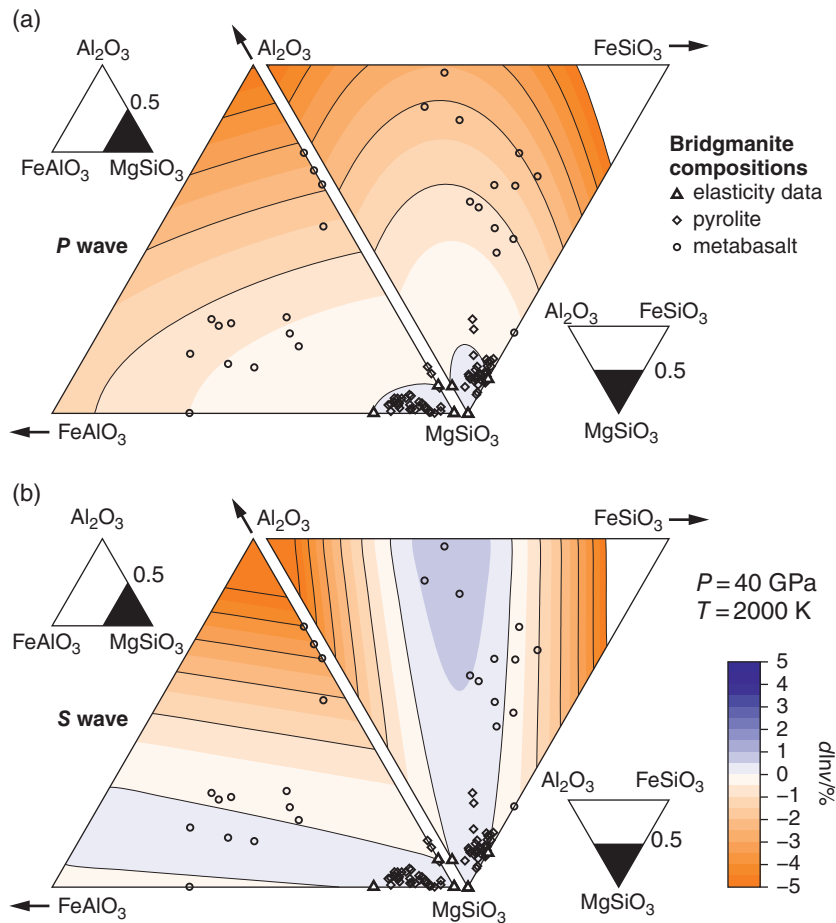 (a)
Al₂O₃
FeSiO₃
Al₂O₃
0.5
FeAlO₃ MgSiO₃
Bridgmanite
compositions
elasticity data
pyrolite
metabasalt
P wave
Al₂O₃ FeSiO₃
0.5
MgSiO₃
MgSiO₃
FeAlO₃
(b)
Al₂O₃
FeSiO₃
Al₂O₃
0.5
FeAlO₃ MgSiO₃
P = 40 GPa
T = 2000 K
S wave
5
4
3
2
1
0
–1
–2
–3
–4
–5
dlnv/%
Al₂O₃ FeSiO₃
0.5
MgSiO₃
MgSiO₃
FeAlO₃